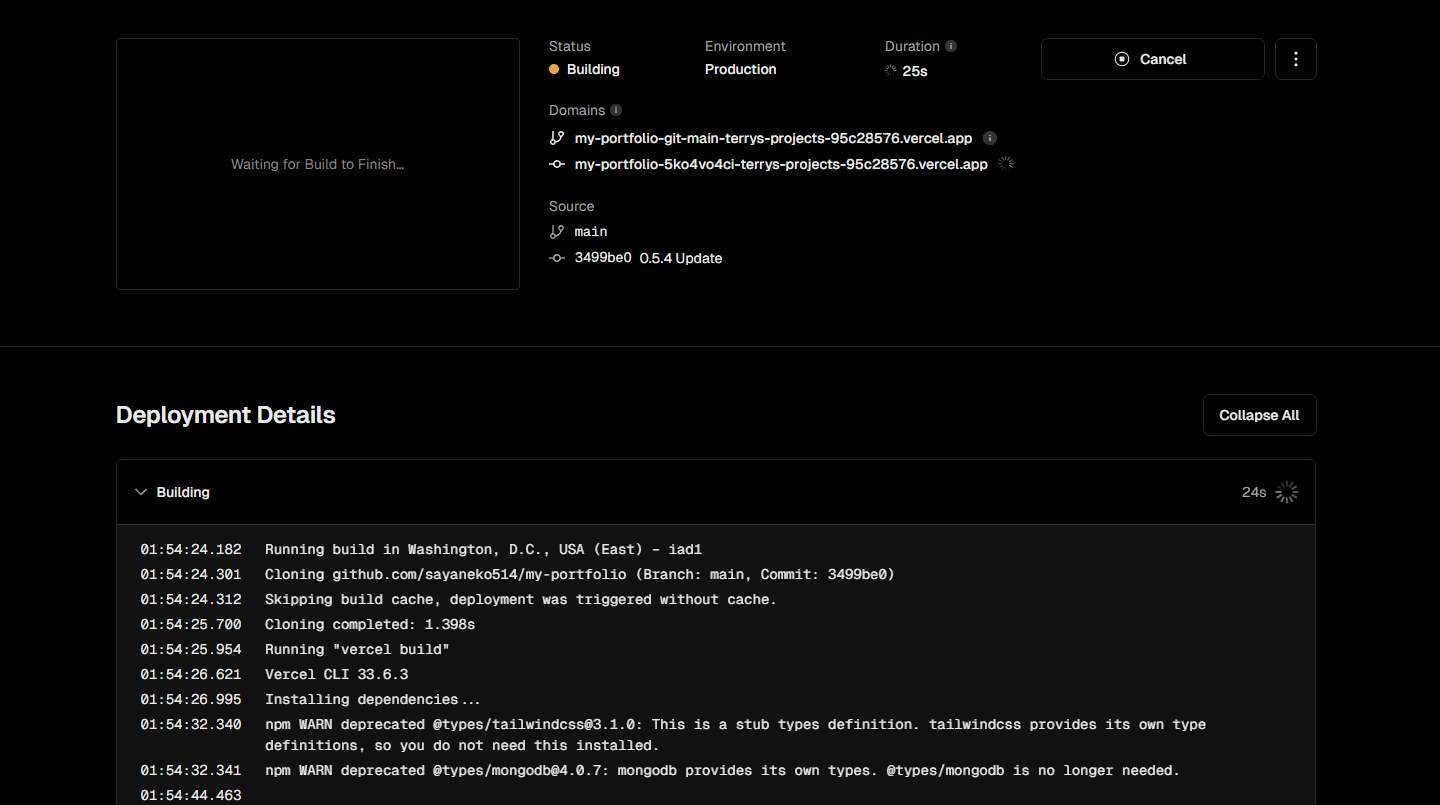 Status
Environment
Duration
Building
Production
25s
Cancel
Waiting for Build to Finish...
Domains
my-portfolio-git-main-terrys-projects-95c28576.vercel.app
my-portfolio-5ko4vo4ci-terrys-projects-95c28576.vercel.app
Source
main
3499be0 0.5.4 Update
Deployment Details
Collapse All
Building
24s
01:54:24.182 Running build in Washington, D.C., USA (East) – iad1
01:54:24.301 Cloning github.com/sayaneko514/my-portfolio (Branch: main, Commit: 3499be0)
01:54:24.312 Skipping build cache, deployment was triggered without cache.
01:54:25.700 Cloning completed: 1.398s
01:54:25.954 Running "vercel build"
01:54:26.621 Vercel CLI 33.6.3
01:54:26.995 Installing dependencies...
01:54:32.340 npm WARN deprecated @types/tailwindcss@3.1.0: This is a stub types definition. tailwindcss provides its own type
definitions, so you do not need this installed.
01:54:32.341 npm WARN deprecated @types/mongodb@4.0.7: mongodb provides its own types. @types/mongodb is no longer needed.
01:54:44.463